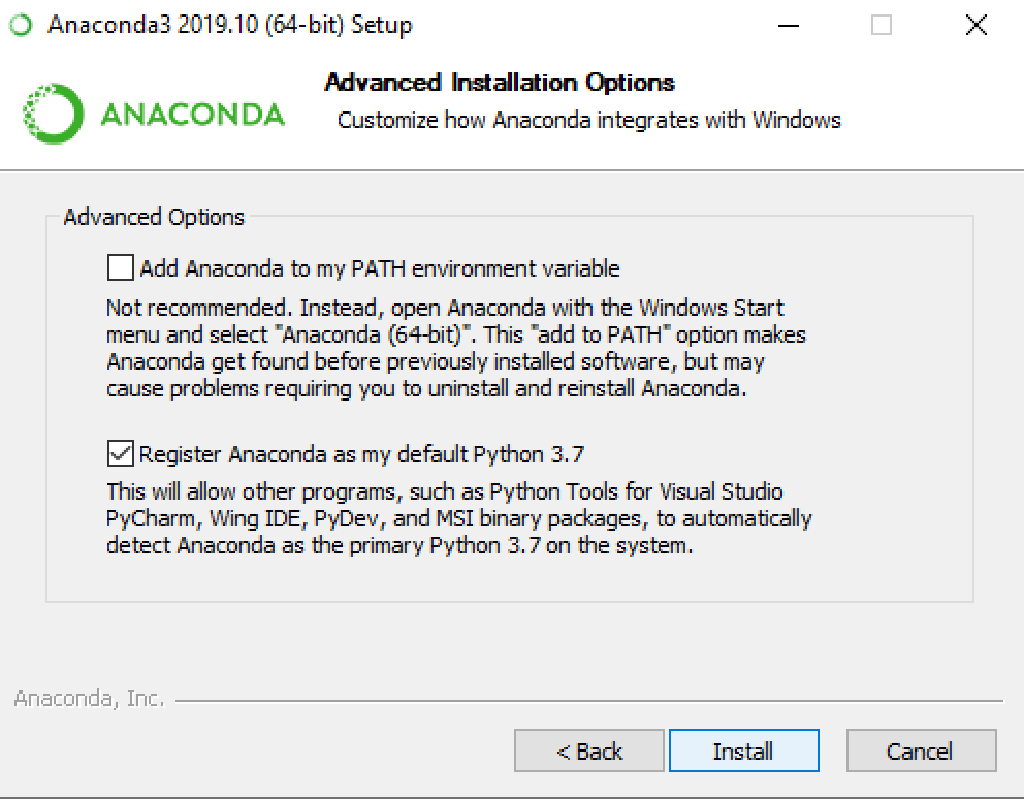 Anaconda3 2019.10 (64-bit) Setup
ANACONDA
Advanced Installation Options
Customize how Anaconda integrates with Windows
Advanced Options
Add Anaconda to my PATH environment variable
Not recommended. Instead, open Anaconda with the Windows Start
menu and select "Anaconda (64-bit)". This "add to PATH" option makes
Anaconda get found before previously installed software, but may
cause problems requiring you to uninstall and reinstall Anaconda.
Register Anaconda as my default Python 3.7
This will allow other programs, such as Python Tools for Visual Studio
PyCharm, Wing IDE, PyDev, and MSI binary packages, to automatically
detect Anaconda as the primary Python 3.7 on the system.
Anaconda, Inc.
< Back
Install
Cancel